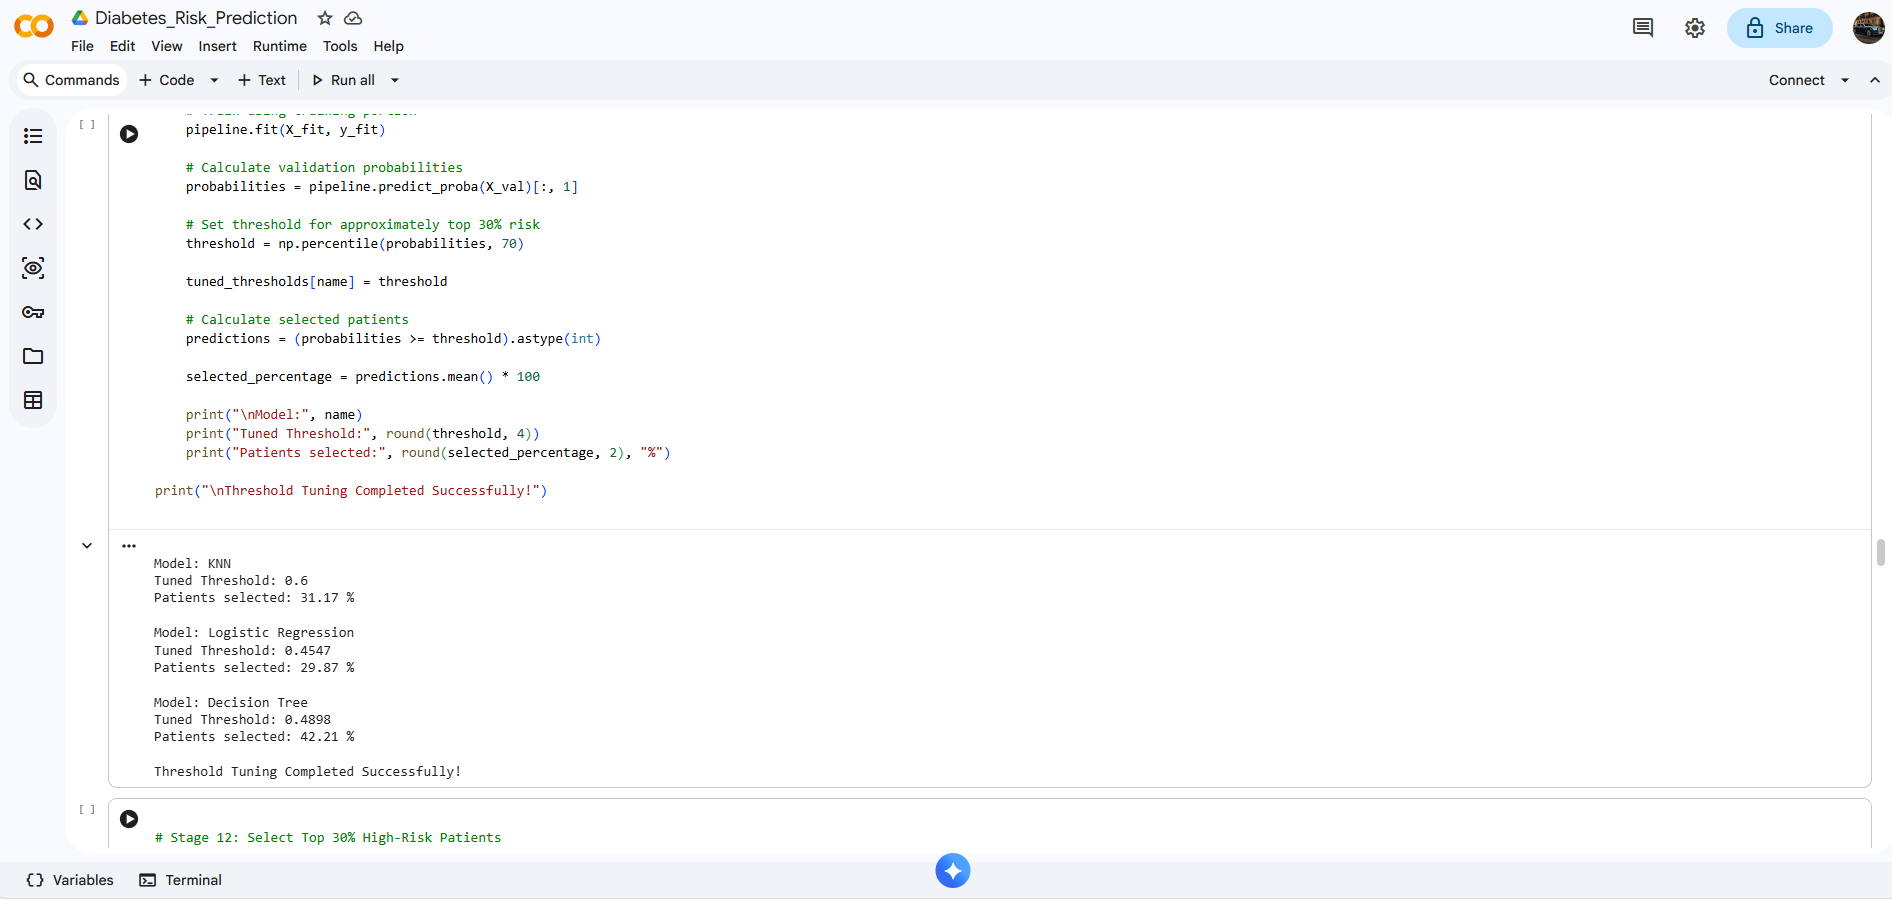 Diabetes_Risk_Prediction
File Edit View Insert Runtime Tools Help
Share
Commands + Code + Text Run all
Connect
[ ]
# Train using training portion
pipeline.fit(X_fit, y_fit)
# Calculate validation probabilities
probabilities = pipeline.predict_proba(X_val)[:, 1]
# Set threshold for approximately top 30% risk
threshold = np.percentile(probabilities, 70)
tuned_thresholds[name] = threshold
# Calculate selected patients
predictions = (probabilities >= threshold).astype(int)
selected_percentage = predictions.mean() * 100
print("\nModel:", name)
print("Tuned Threshold:", round(threshold, 4))
print("Patients selected:", round(selected_percentage, 2), "%")
print("\nThreshold Tuning Completed Successfully!")
Model: KNN
Tuned Threshold: 0.6
Patients selected: 31.17 %
Model: Logistic Regression
Tuned Threshold: 0.4547
Patients selected: 29.87 %
Model: Decision Tree
Tuned Threshold: 0.4898
Patients selected: 42.21 %
Threshold Tuning Completed Successfully!
[ ]
# Stage 12: Select Top 30% High-Risk Patients
{} Variables Terminal